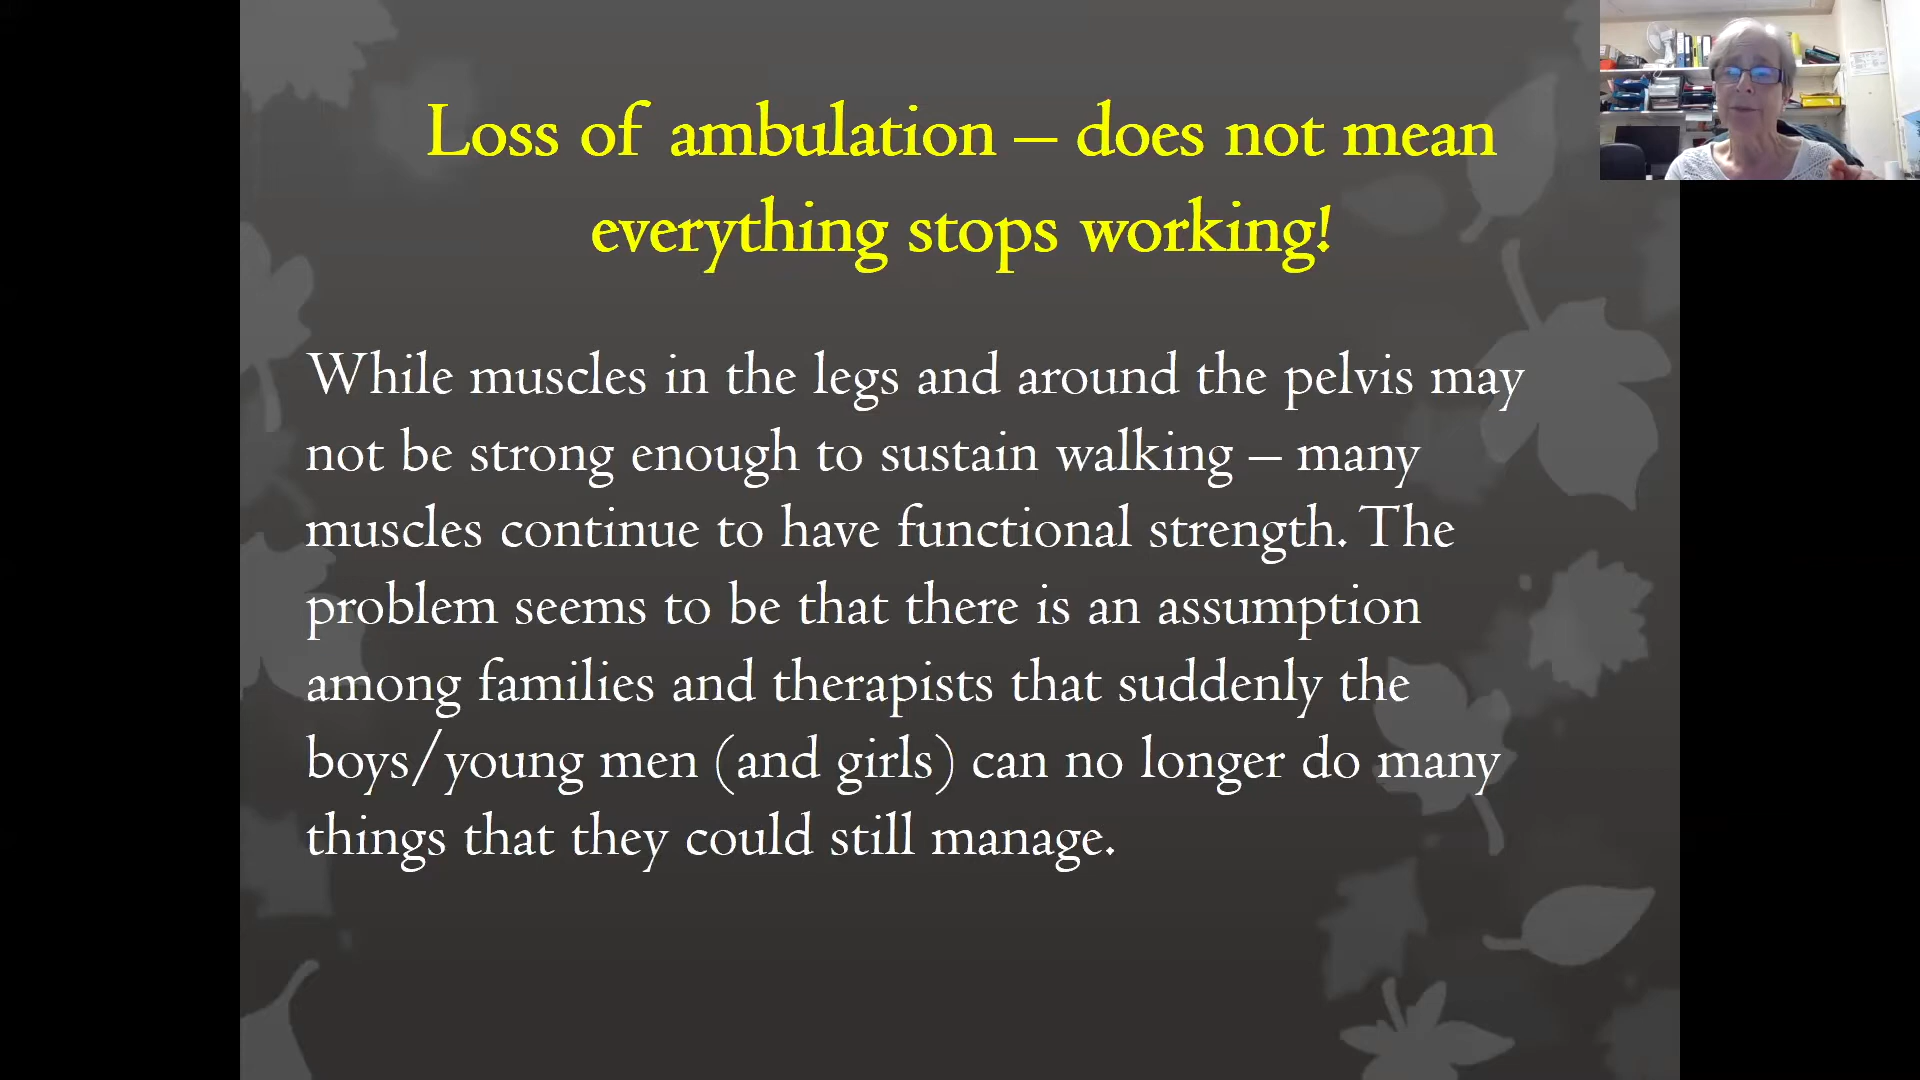 Loss of ambulation – does not mean
everything stops working!
While muscles in the legs and around the pelvis may
not be strong enough to sustain walking – many
muscles continue to have functional strength. The
problem seems to be that there is an assumption
among families and therapists that suddenly the
boys/young men (and girls) can no longer do many
things that they could still manage.